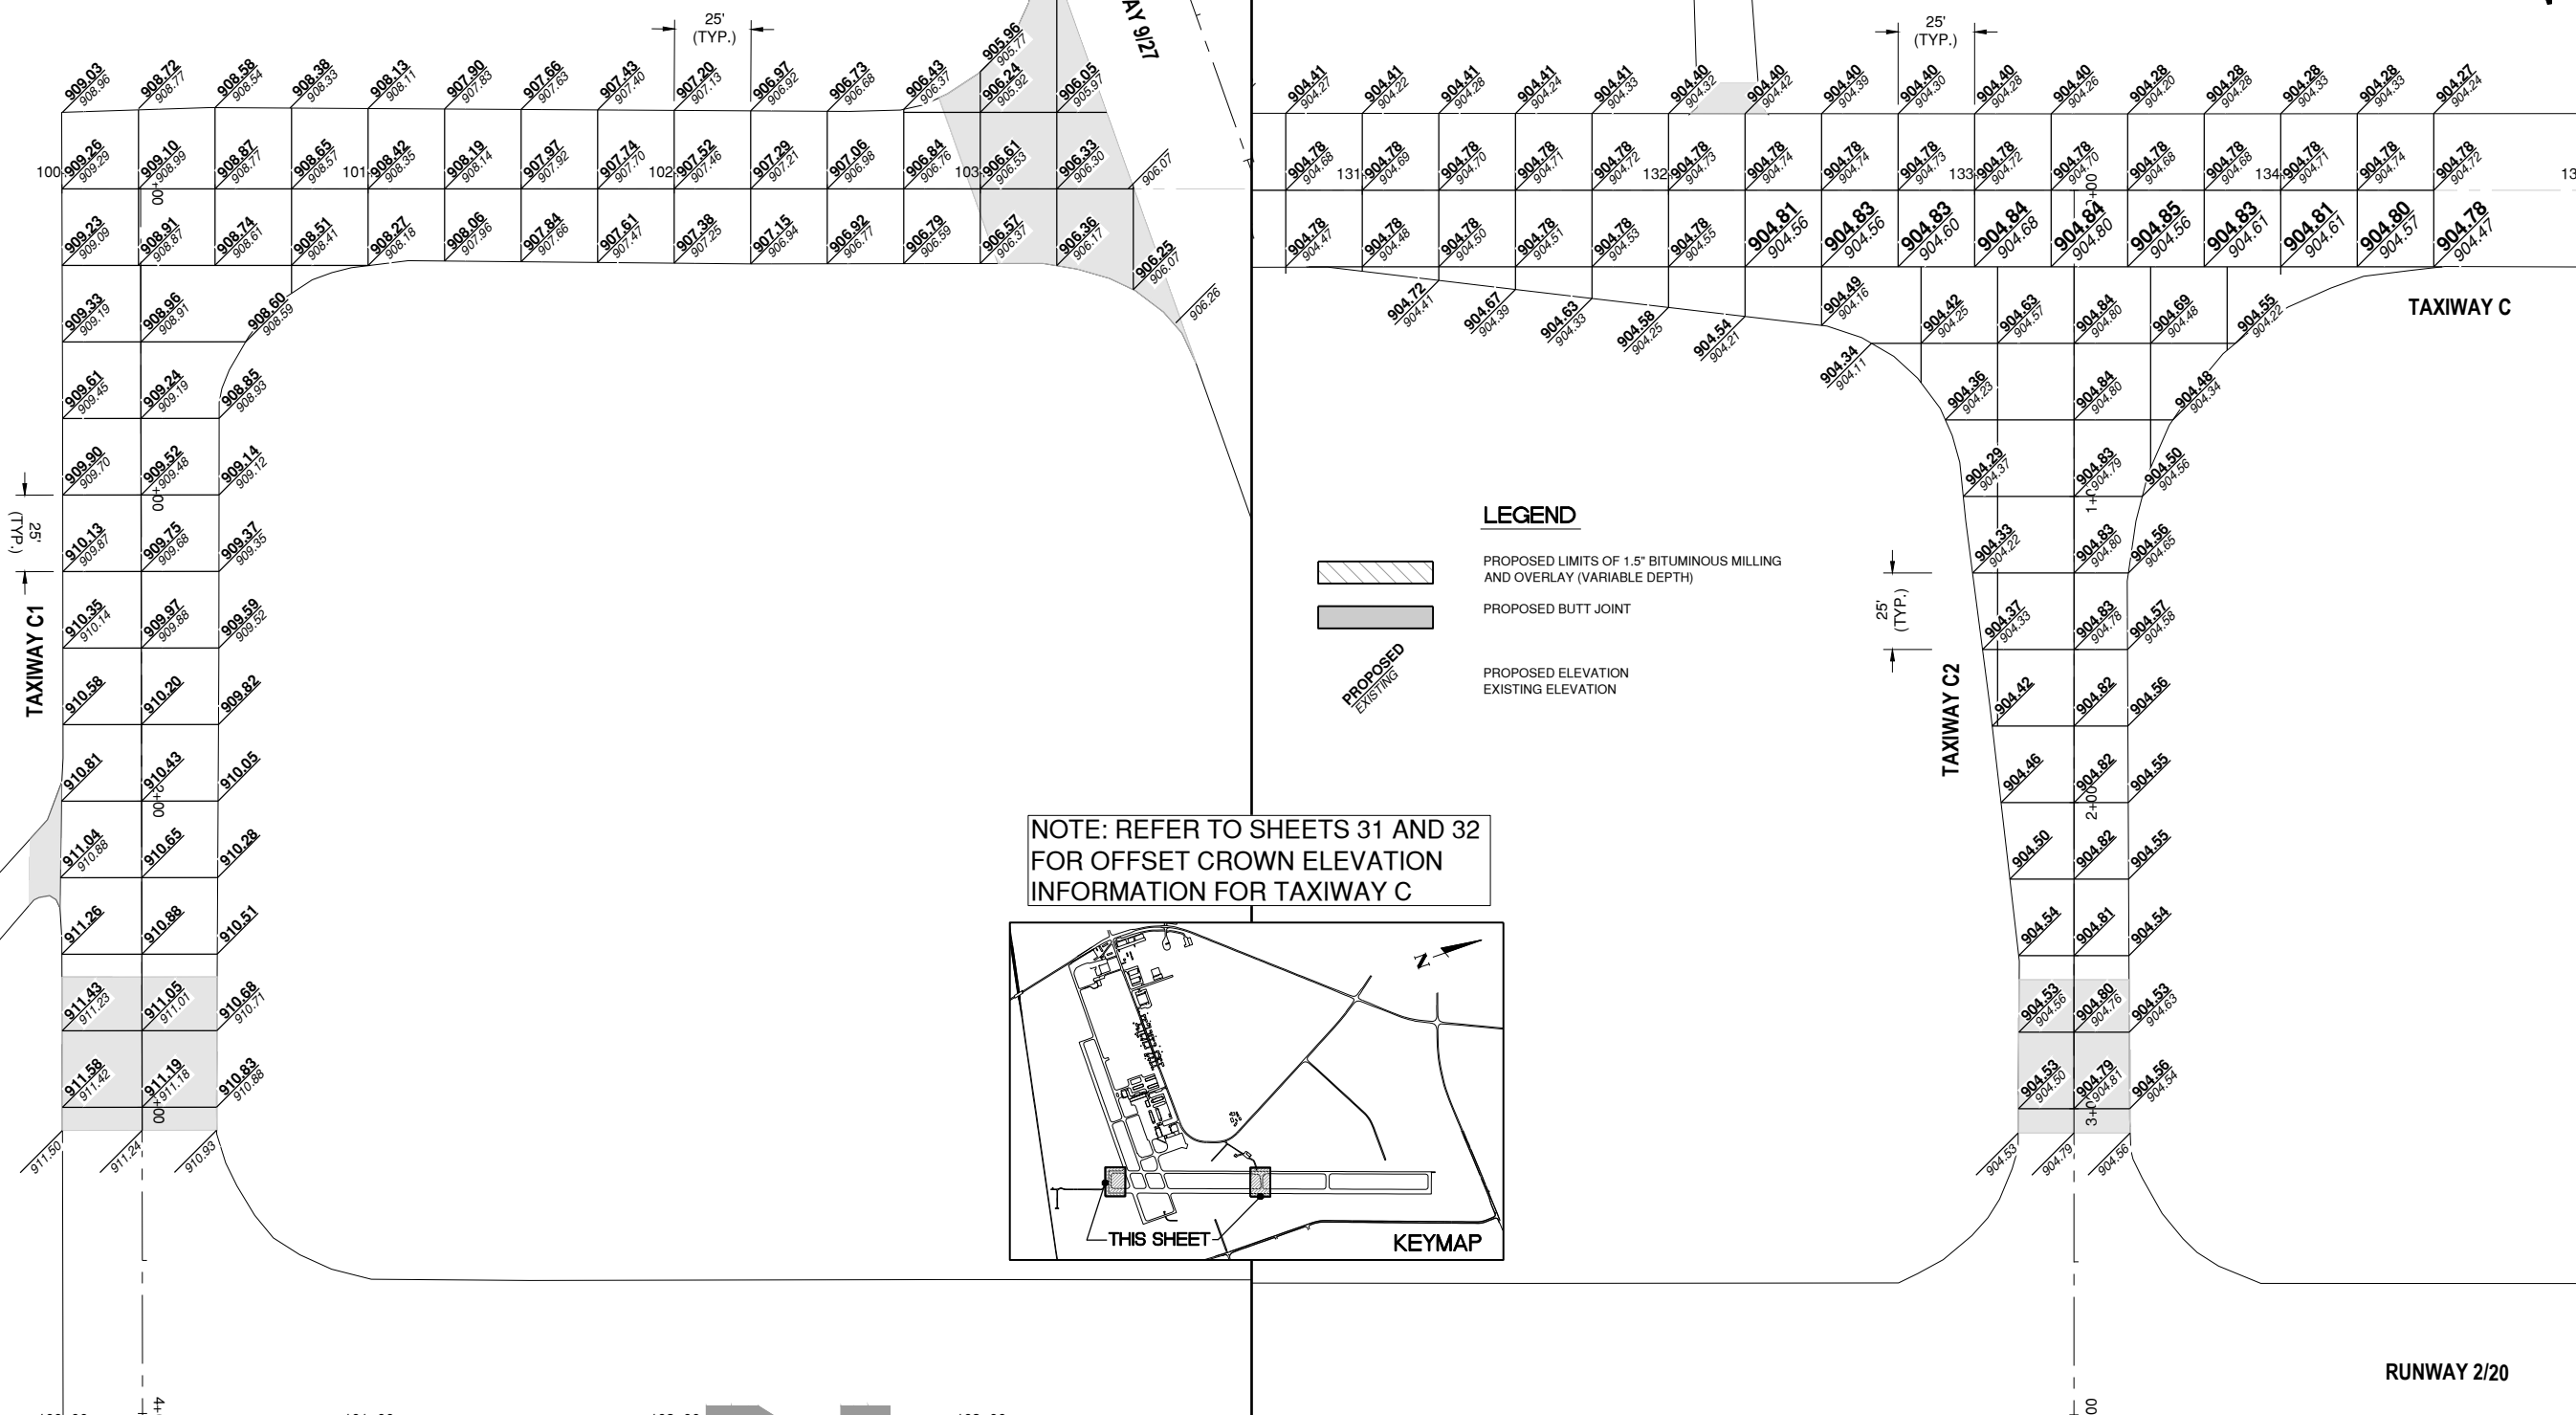 AY 9/27
25'
(TYP.)
25'
(TYP.)
909.03 908.72 908.58 908.38 908.13 907.90 907.66 907.43 907.20 906.97 906.73 906.43 905.96
908.96 908.77 908.54 908.33 908.11 907.83 907.63 907.40 907.13 906.92 906.68 906.37 905.77
906.24 906.05
905.92 905.97
904.41 904.41 904.41 904.41 904.41 904.40 904.40 904.40 904.40 904.40 904.40 904.28 904.28 904.28 904.28 904.27
904.27 904.22 904.28 904.24 904.33 904.32 904.42 904.39 904.30 904.28 904.26 904.20 904.28 904.33 904.33 904.24
100 909.26 909.10 908.87 908.65 101 908.42 908.19 907.97 907.74 102 907.52 907.29 907.06 906.84 103 906.61 906.33
909.29 908.99 908.77 908.57 908.35 908.14 907.92 907.70 907.46 907.21 906.98 906.76 906.53 906.30 906.07
904.78 131 904.78 904.78 904.78 904.78 132 904.78 904.78 904.78 904.78 133 904.78 904.78 904.78 904.78 134 904.78 904.78 904.78 13
904.68 904.69 904.70 904.71 904.72 904.73 904.74 904.74 904.73 904.72 904.70 904.68 904.68 904.71 904.74 904.72
909.23 908.91 908.74 908.51 908.27 908.06 907.84 907.61 907.38 907.15 906.92 906.79 906.57 906.36 906.25
909.09 908.87 908.61 908.41 908.18 907.96 907.66 907.47 907.25 906.94 906.77 906.59 906.37 906.17 906.07
906.26
904.78 904.78 904.78 904.78 904.78 904.78 904.81 904.83 904.83 904.84 904.84 904.85 904.83 904.81 904.80 904.78
904.47 904.48 904.50 904.51 904.53 904.55 904.56 904.56 904.60 904.68 904.80 904.56 904.61 904.61 904.57 904.47
909.33 908.96 908.60
909.19 908.91 908.59
904.72 904.67 904.63 904.58 904.54 904.49 904.42 904.63 904.84 904.69 904.55
904.41 904.39 904.33 904.25 904.21 904.16 904.25 904.57 904.80 904.48 904.22
TAXIWAY C
909.61 909.24 908.85
909.45 909.19 908.93
904.34 904.36 904.84 904.48
904.11 904.23 904.80 904.34
909.90 909.52 909.14
909.70 909.48 909.12
904.29 904.83 904.50
904.37 904.79 904.56
25'
(TYP.)
910.13 909.75 909.37
909.87 909.68 909.35
904.33 904.83 904.56
904.22 904.80 904.65
25'
(TYP.)
TAXIWAY C1
910.35 909.97 909.59
910.14 909.88 909.52
904.37 904.83 904.57
904.33 904.78 904.58
LEGEND
PROPOSED LIMITS OF 1.5" BITUMINOUS MILLING
AND OVERLAY (VARIABLE DEPTH)
PROPOSED BUTT JOINT
PROPOSED
EXISTING
PROPOSED ELEVATION
EXISTING ELEVATION
910.58 910.20 909.82
904.42 904.82 904.56
TAXIWAY C2
910.81 910.43 910.05
904.46 904.82 904.55
2+00
911.04 910.65 910.28
910.88
904.50 904.82 904.55
NOTE: REFER TO SHEETS 31 AND 32
FOR OFFSET CROWN ELEVATION
INFORMATION FOR TAXIWAY C
911.26 910.88 910.51
904.54 904.81 904.54
911.43 911.05 910.68
911.23 911.01 910.71
904.53 904.80 904.53
904.56 904.76 904.63
911.58 911.19 910.83
911.42 911.18 910.88
904.53 904.79 904.56
904.50 904.81 904.54
911.50 911.24 910.93
904.53 904.79 904.56
N
THIS SHEET
KEYMAP
RUNWAY 2/20